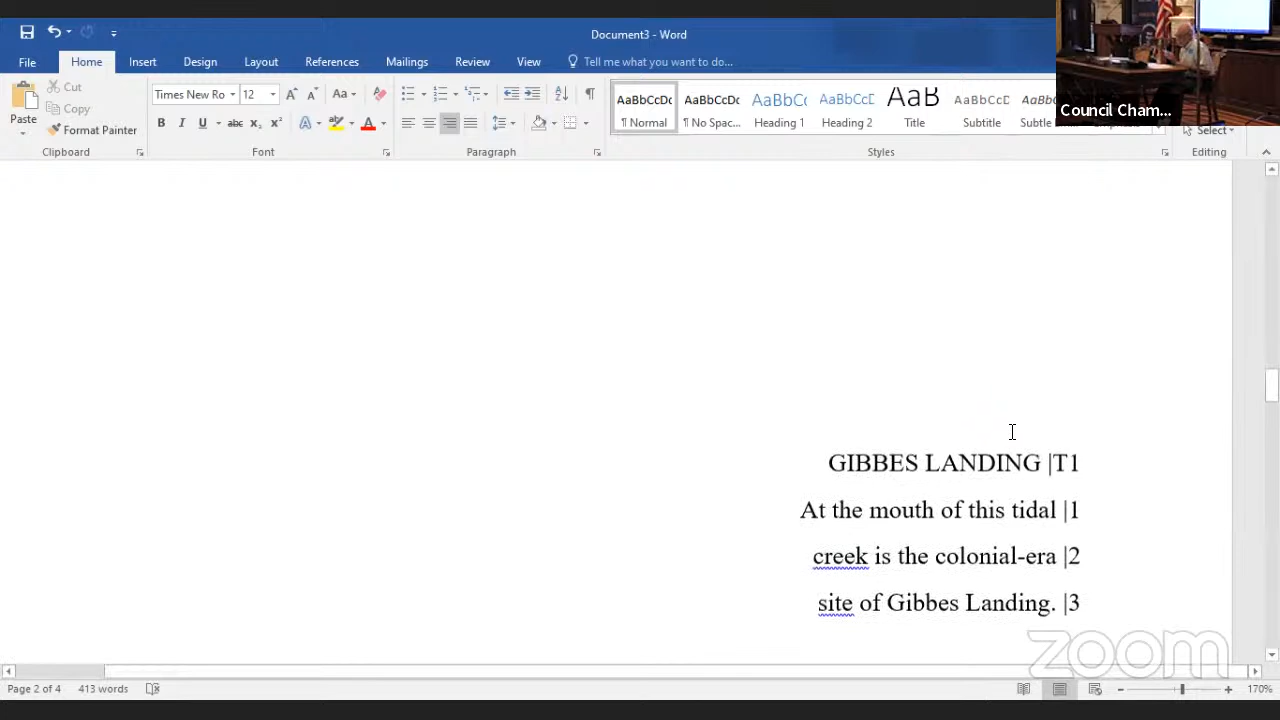 Document3 - Word
File Home Insert Design Layout References Mailings Review View Tell me what you want to do...
Cut
Copy
Paste
Format Painter
Clipboard
Times New Ro 12 Aa
B I U abc X₂ X² A A
Font
Paragraph
AaBbCcDc AaBbCcDc AaBbCc AaBbCcD AaB AaBbCcD
¶ Normal ¶ No Spac... Heading 1 Heading 2 Title Subtitle
Styles
Select
Editing
Council Cham...
GIBBES LANDING |T1
At the mouth of this tidal |1
creek is the colonial-era |2
site of Gibbes Landing. |3
zoom
Page 2 of 4 413 words 170%